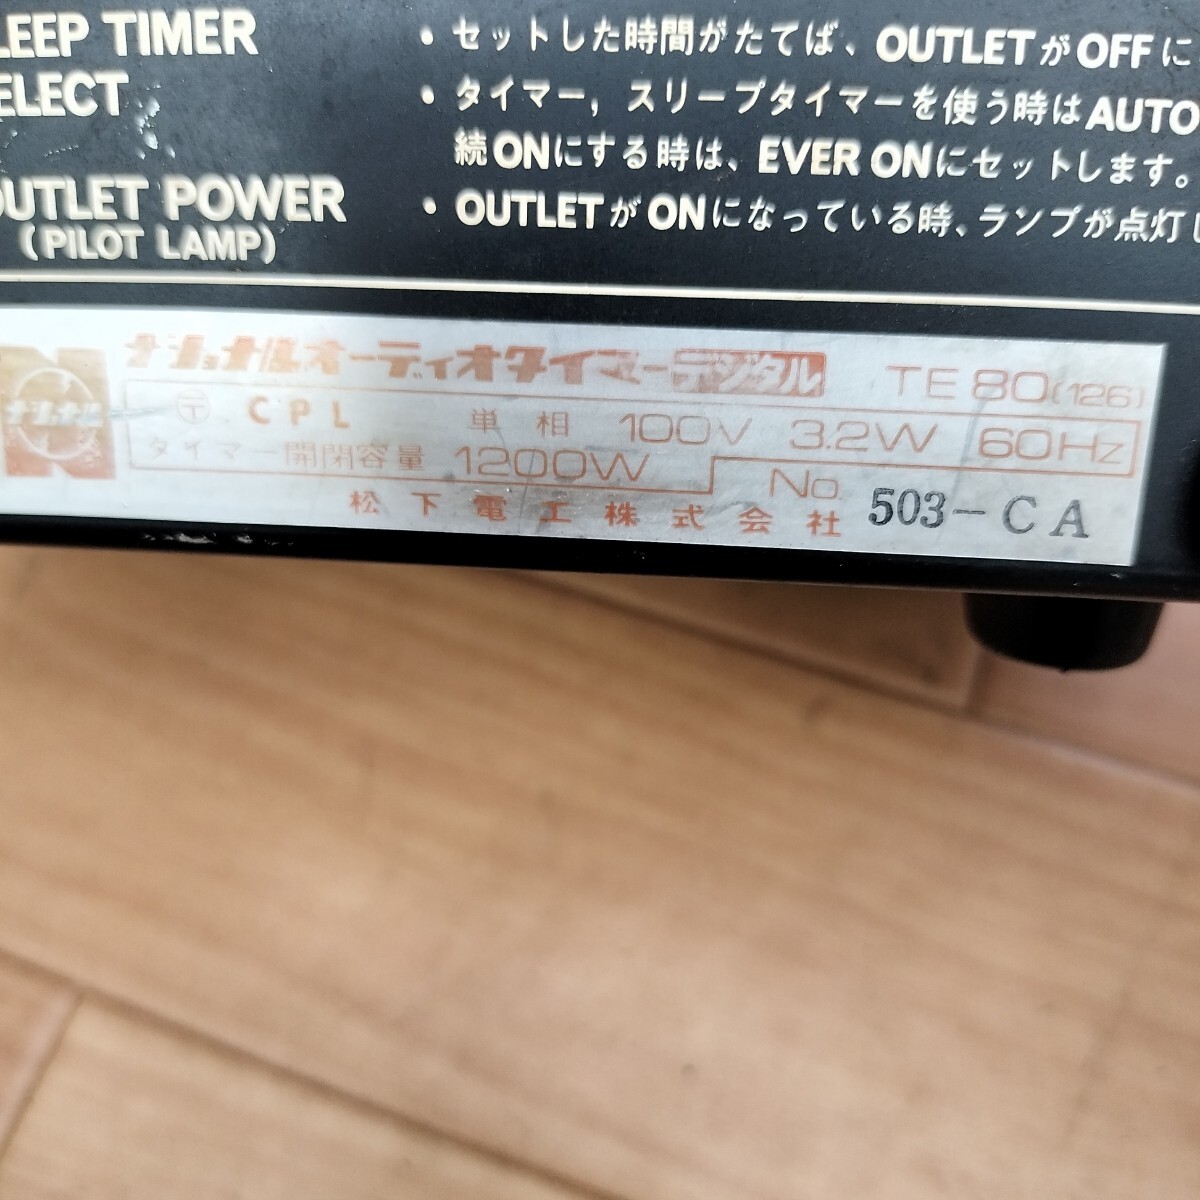 LEEP TIMER ・セットした時間がたてば、OUTLETがOFFに
ELECT ・タイマー，スリープタイマーを使う時はAUTO
続ONにする時は、EVER ONにセットします。
OUTLET POWER ・OUTLETがONになっている時、ランプが点灯し
(PILOT LAMP)
ナショナルオーディオタイマーデジタル TE80(126)
ナショナル
〒 CPL 単相 100V 3.2W 60Hz
タイマー開閉容量 1200W
No. 503-CA
松下電工株式会社